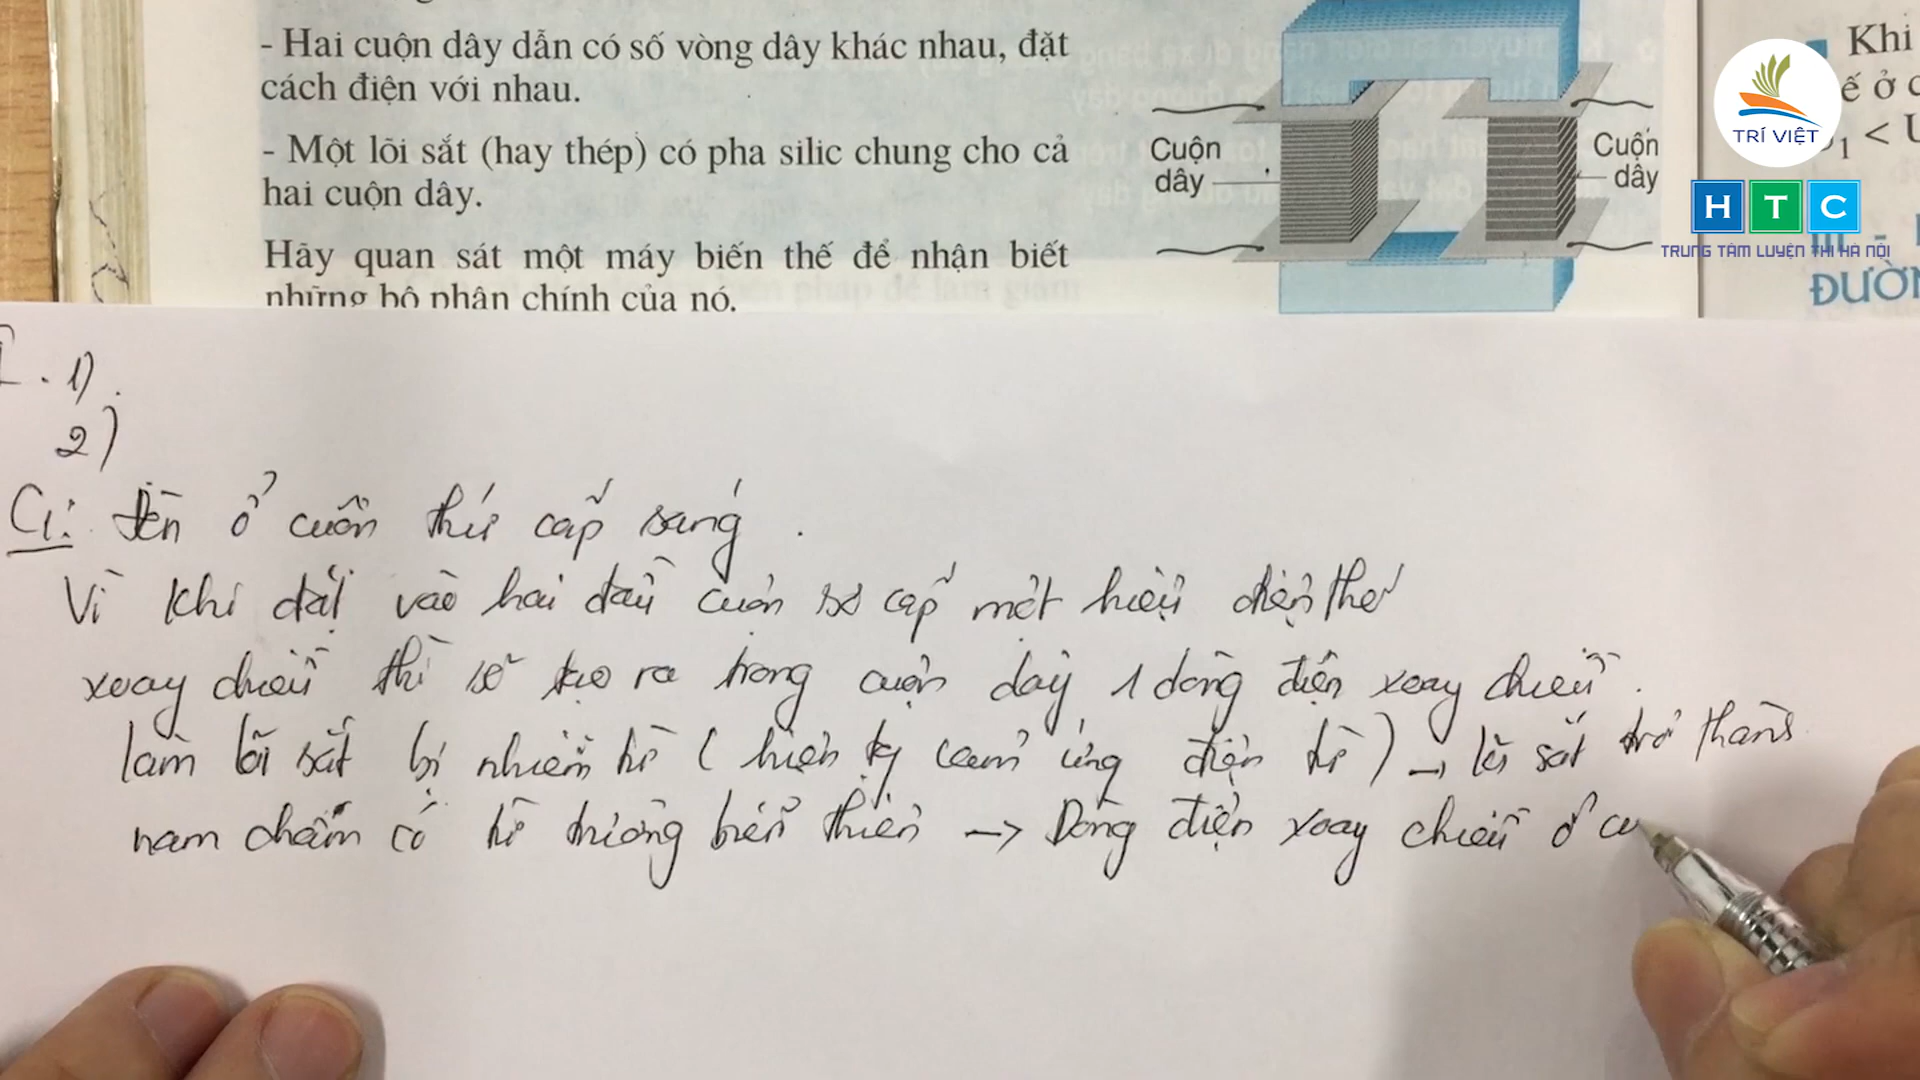 - Hai cuộn dây dẫn có số vòng dây khác nhau, đặt
cách điện với nhau.
- Một lõi sắt (hay thép) có pha silic chung cho cả
hai cuộn dây.
Hãy quan sát một máy biến thế để nhận biết
những bộ phận chính của nó.
Cuộn
dây
Cuộn
dây
Khi
ế ở c
1 < U
TRÍ VIỆT
H T C
TRUNG TÂM LUYỆN THI HÀ NỘI
ĐƯỜN
I. 1)
2)
C1: Đèn ở cuộn thứ cấp sáng.
Vì khi đặt vào hai đầu cuộn sơ cấp một hiệu điện thế
xoay chiều thì sẽ tạo ra trong cuộn dây 1 dòng điện xoay chiều.
làm lõi sắt bị nhiễm từ ( hiện tg cảm ứng điện từ ) → lõi sắt trở thành
nam châm có từ trường biến thiên → Dòng điện xoay chiều ở cu